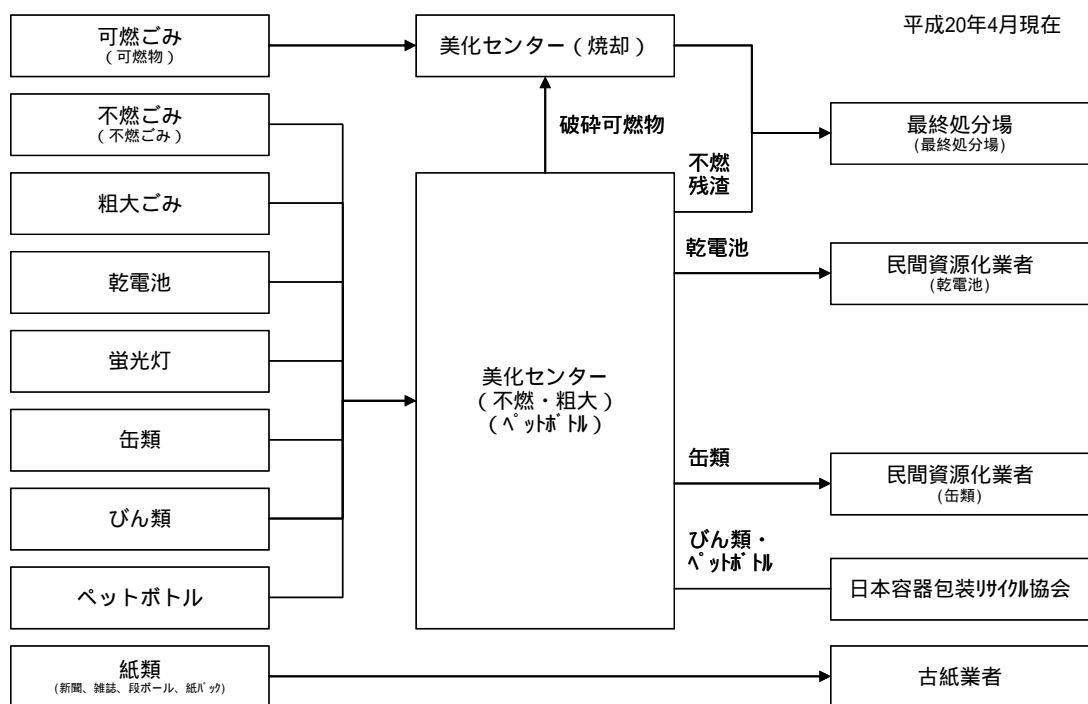 平成20年4月現在
可燃ごみ
(可燃物)
美化センター(焼却)
不燃ごみ
(不燃ごみ)
破砕可燃物
最終処分場
(最終処分場)
不燃
残渣
粗大ごみ
乾電池
民間資源化業者
(乾電池)
乾電池
蛍光灯
美化センター
(不燃・粗大)
(ペットボトル)
缶類
缶類
民間資源化業者
(缶類)
びん類
びん類・
ペットボトル
ペットボトル
日本容器包装リサイクル協会
紙類
(新聞、雑誌、段ボール、紙パック)
古紙業者